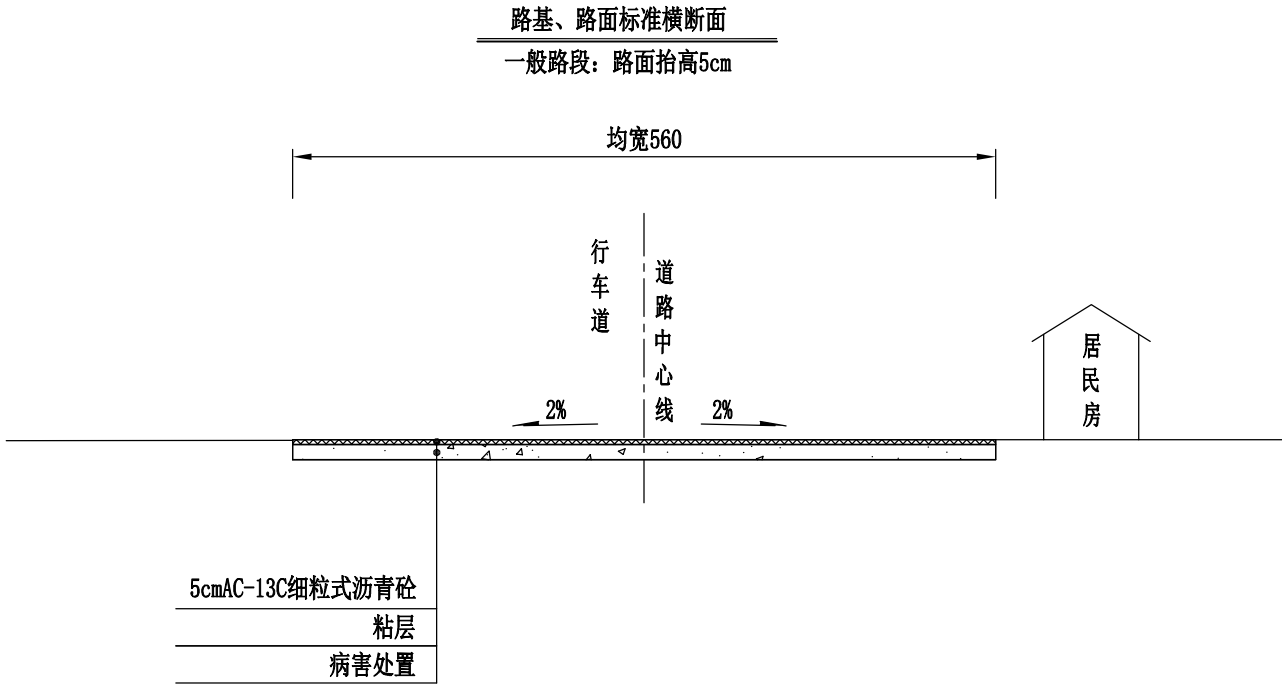 路基、路面标准横断面
一般路段：路面抬高5cm
均宽560
行车道
道路中心线
居民房
2%
2%
5cmAC-13C细粒式沥青砼
粘层
病害处置